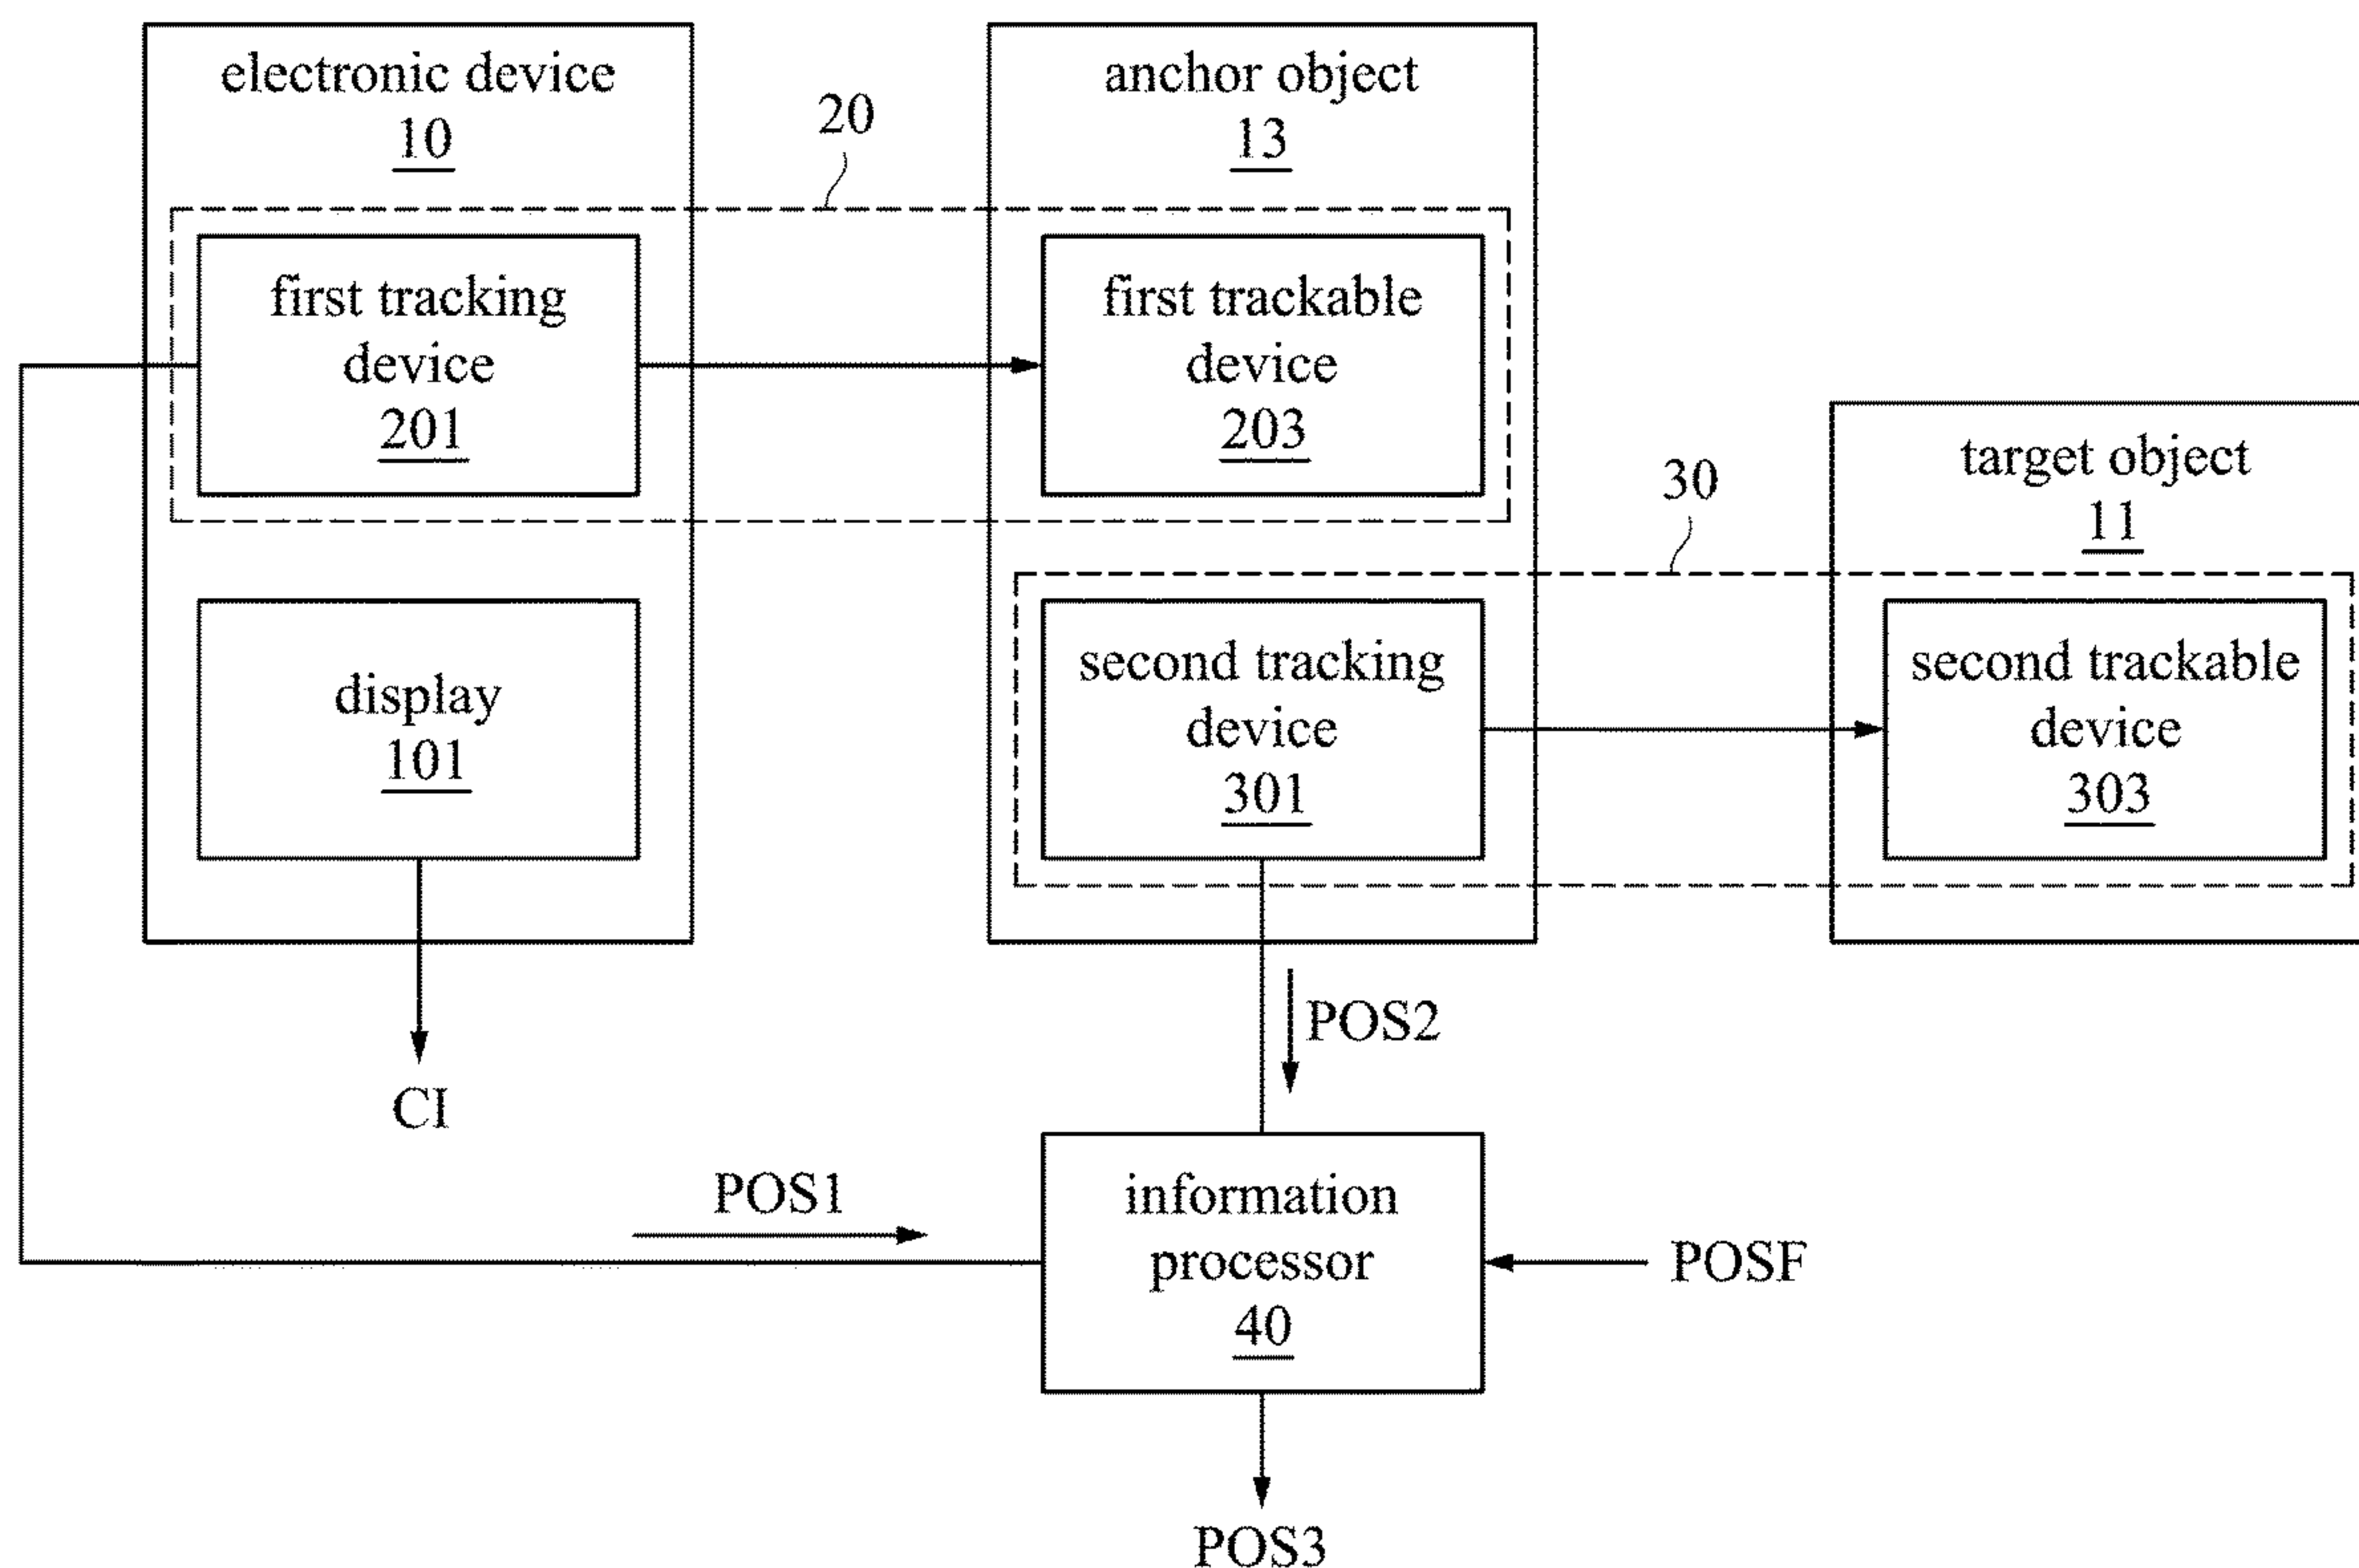 electronic device
10
anchor object
13
20
first tracking
device
201
first trackable
device
203
target object
11
30
display
101
second tracking
device
301
second trackable
device
303
POS2
CI
POS1
information
processor
40
POSF
POS3